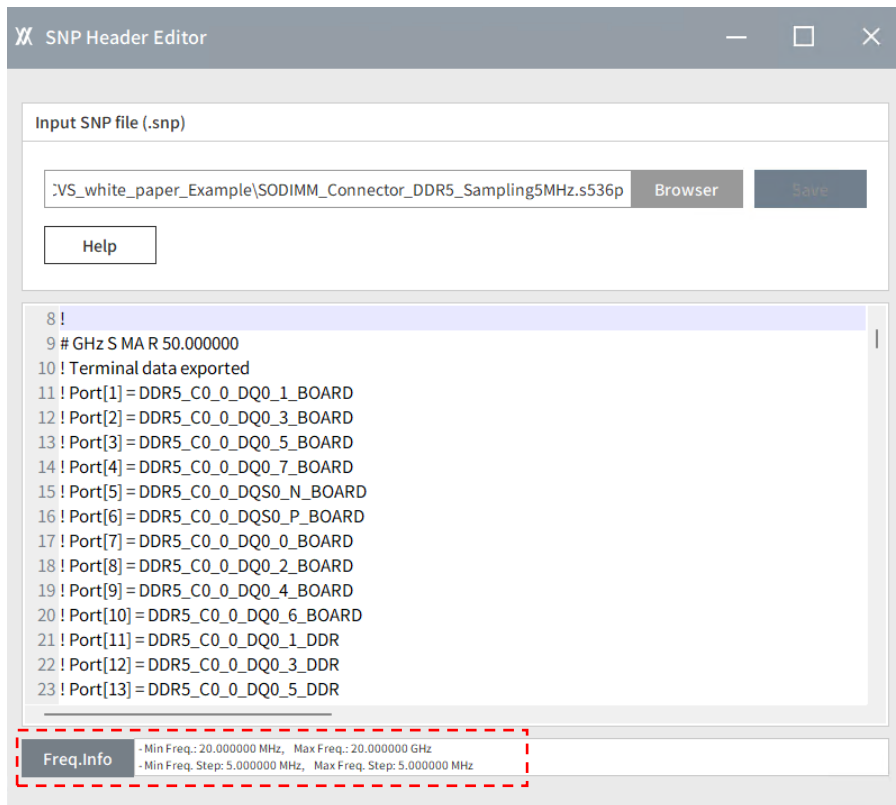 SNP Header Editor
Input SNP file (.snp)
CVS_white_paper_Example\SODIMM_Connector_DDR5_Sampling5MHz.s536p
Browser
Save
Help
8 !
9 # GHz S MA R 50.000000
10 ! Terminal data exported
11 ! Port[1] = DDR5_C0_0_DQ0_1_BOARD
12 ! Port[2] = DDR5_C0_0_DQ0_3_BOARD
13 ! Port[3] = DDR5_C0_0_DQ0_5_BOARD
14 ! Port[4] = DDR5_C0_0_DQ0_7_BOARD
15 ! Port[5] = DDR5_C0_0_DQS0_N_BOARD
16 ! Port[6] = DDR5_C0_0_DQS0_P_BOARD
17 ! Port[7] = DDR5_C0_0_DQ0_0_BOARD
18 ! Port[8] = DDR5_C0_0_DQ0_2_BOARD
19 ! Port[9] = DDR5_C0_0_DQ0_4_BOARD
20 ! Port[10] = DDR5_C0_0_DQ0_6_BOARD
21 ! Port[11] = DDR5_C0_0_DQ0_1_DDR
22 ! Port[12] = DDR5_C0_0_DQ0_3_DDR
23 ! Port[13] = DDR5_C0_0_DQ0_5_DDR
Freq.Info
- Min Freq.: 20.000000 MHz, Max Freq.: 20.000000 GHz
- Min Freq. Step: 5.000000 MHz, Max Freq. Step: 5.000000 MHz